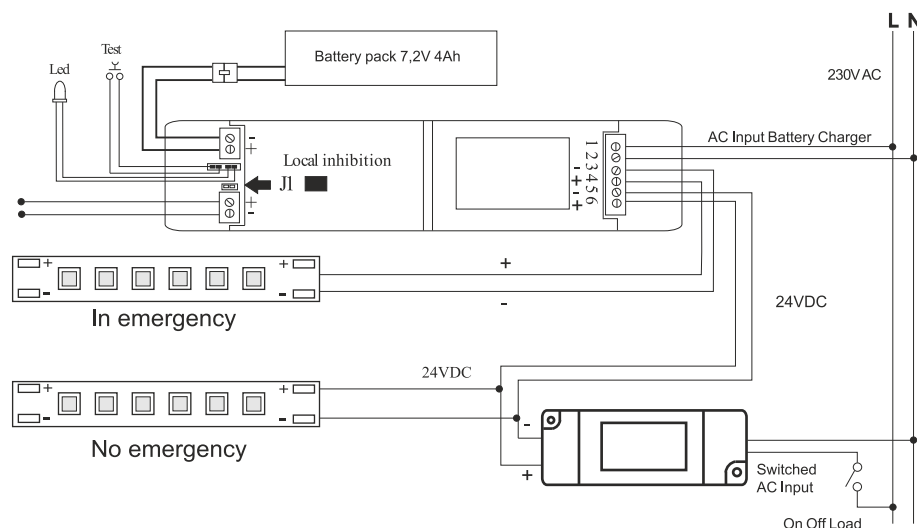 L N
Battery pack 7,2V 4Ah
Test
Led
230V AC
AC Input Battery Charger
Local inhibition
J1
- +
+ -
1 2 3 4 5 6
- + - +
+ +
- -
In emergency
+
-
24VDC
24VDC
+ +
- -
No emergency
-
+
Switched
AC Input
On Off Load